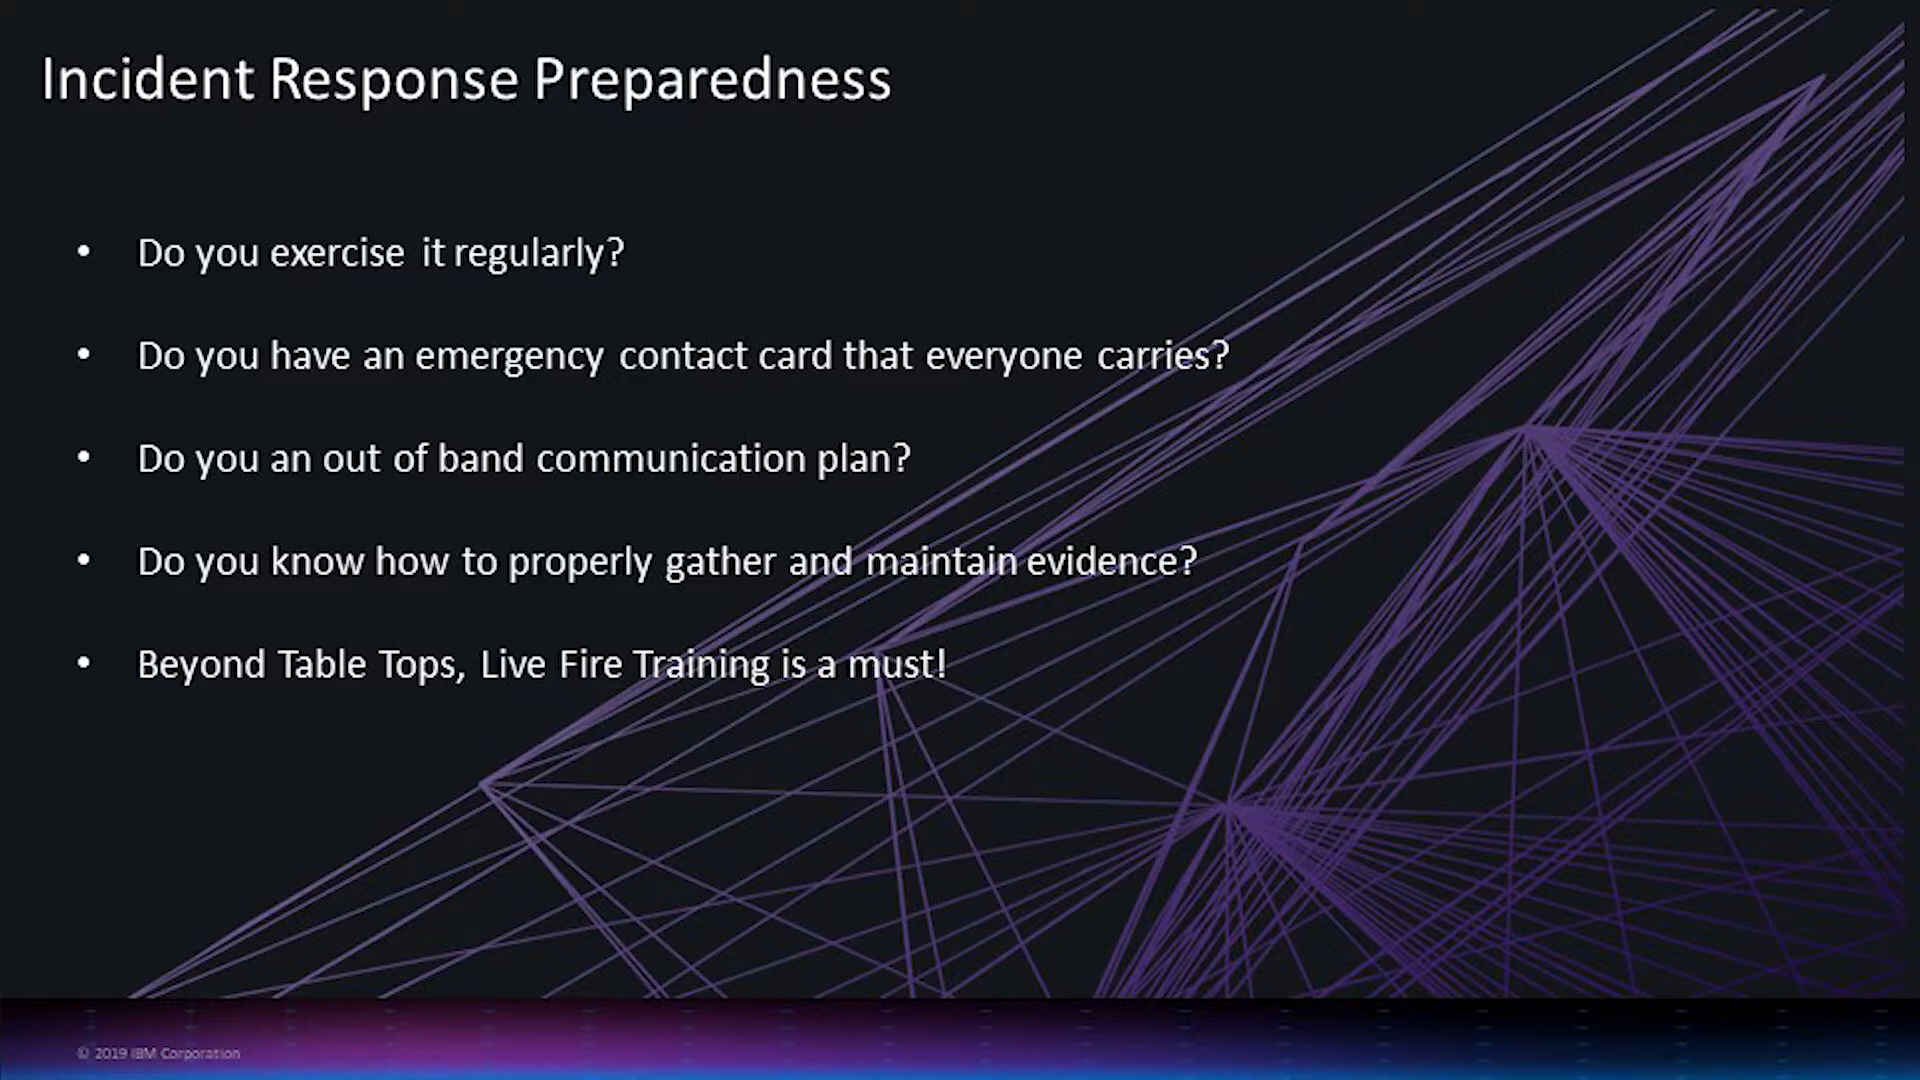 Incident Response Preparedness
• Do you exercise it regularly?
• Do you have an emergency contact card that everyone carries?
• Do you an out of band communication plan?
• Do you know how to properly gather and maintain evidence?
• Beyond Table Tops, Live Fire Training is a must!
© 2019 IBM Corporation